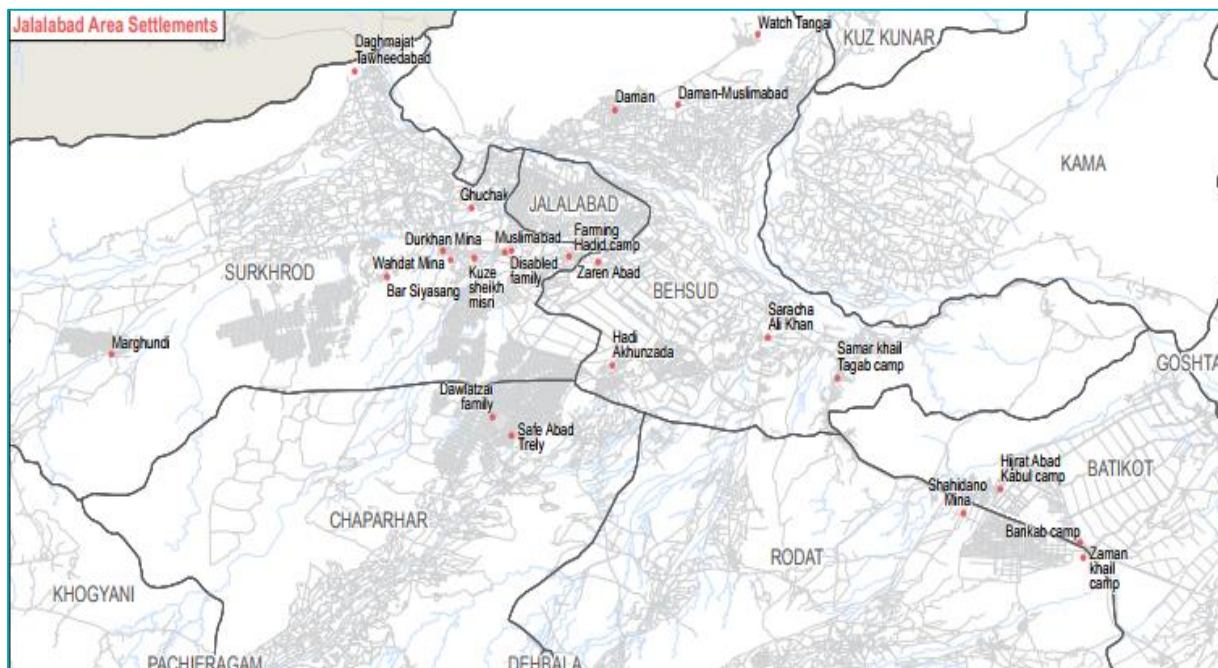 Jalalabad Area Settlements
Watch Tangai
KUZ KUNAR
Daghmajat
Tawheedabad
Daman
Daman-Muslimabad
KAMA
Ghuchak
JALALABAD
Durkhan Mina
Muslimabad
Farming
Hadid camp
Wahdat Mina
SURKHROD
Kuze
sheikh
misri
Disabled
family
Zaren Abad
Bar Siyasang
BEHSUD
Saracha
Ali Khan
Marghundi
Hadi
Akhunzada
Samar khail
Tagab camp
GOSHTA
Dawlatzai
family
Safe Abad
Trely
Hijrat Abad
Kabul camp
BATIKOT
Shahidano
Mina
CHAPARHAR
Barikab camp
RODAT
Zaman
khail
camp
KHOGYANI
PACHIERAGAM
DEHBALA